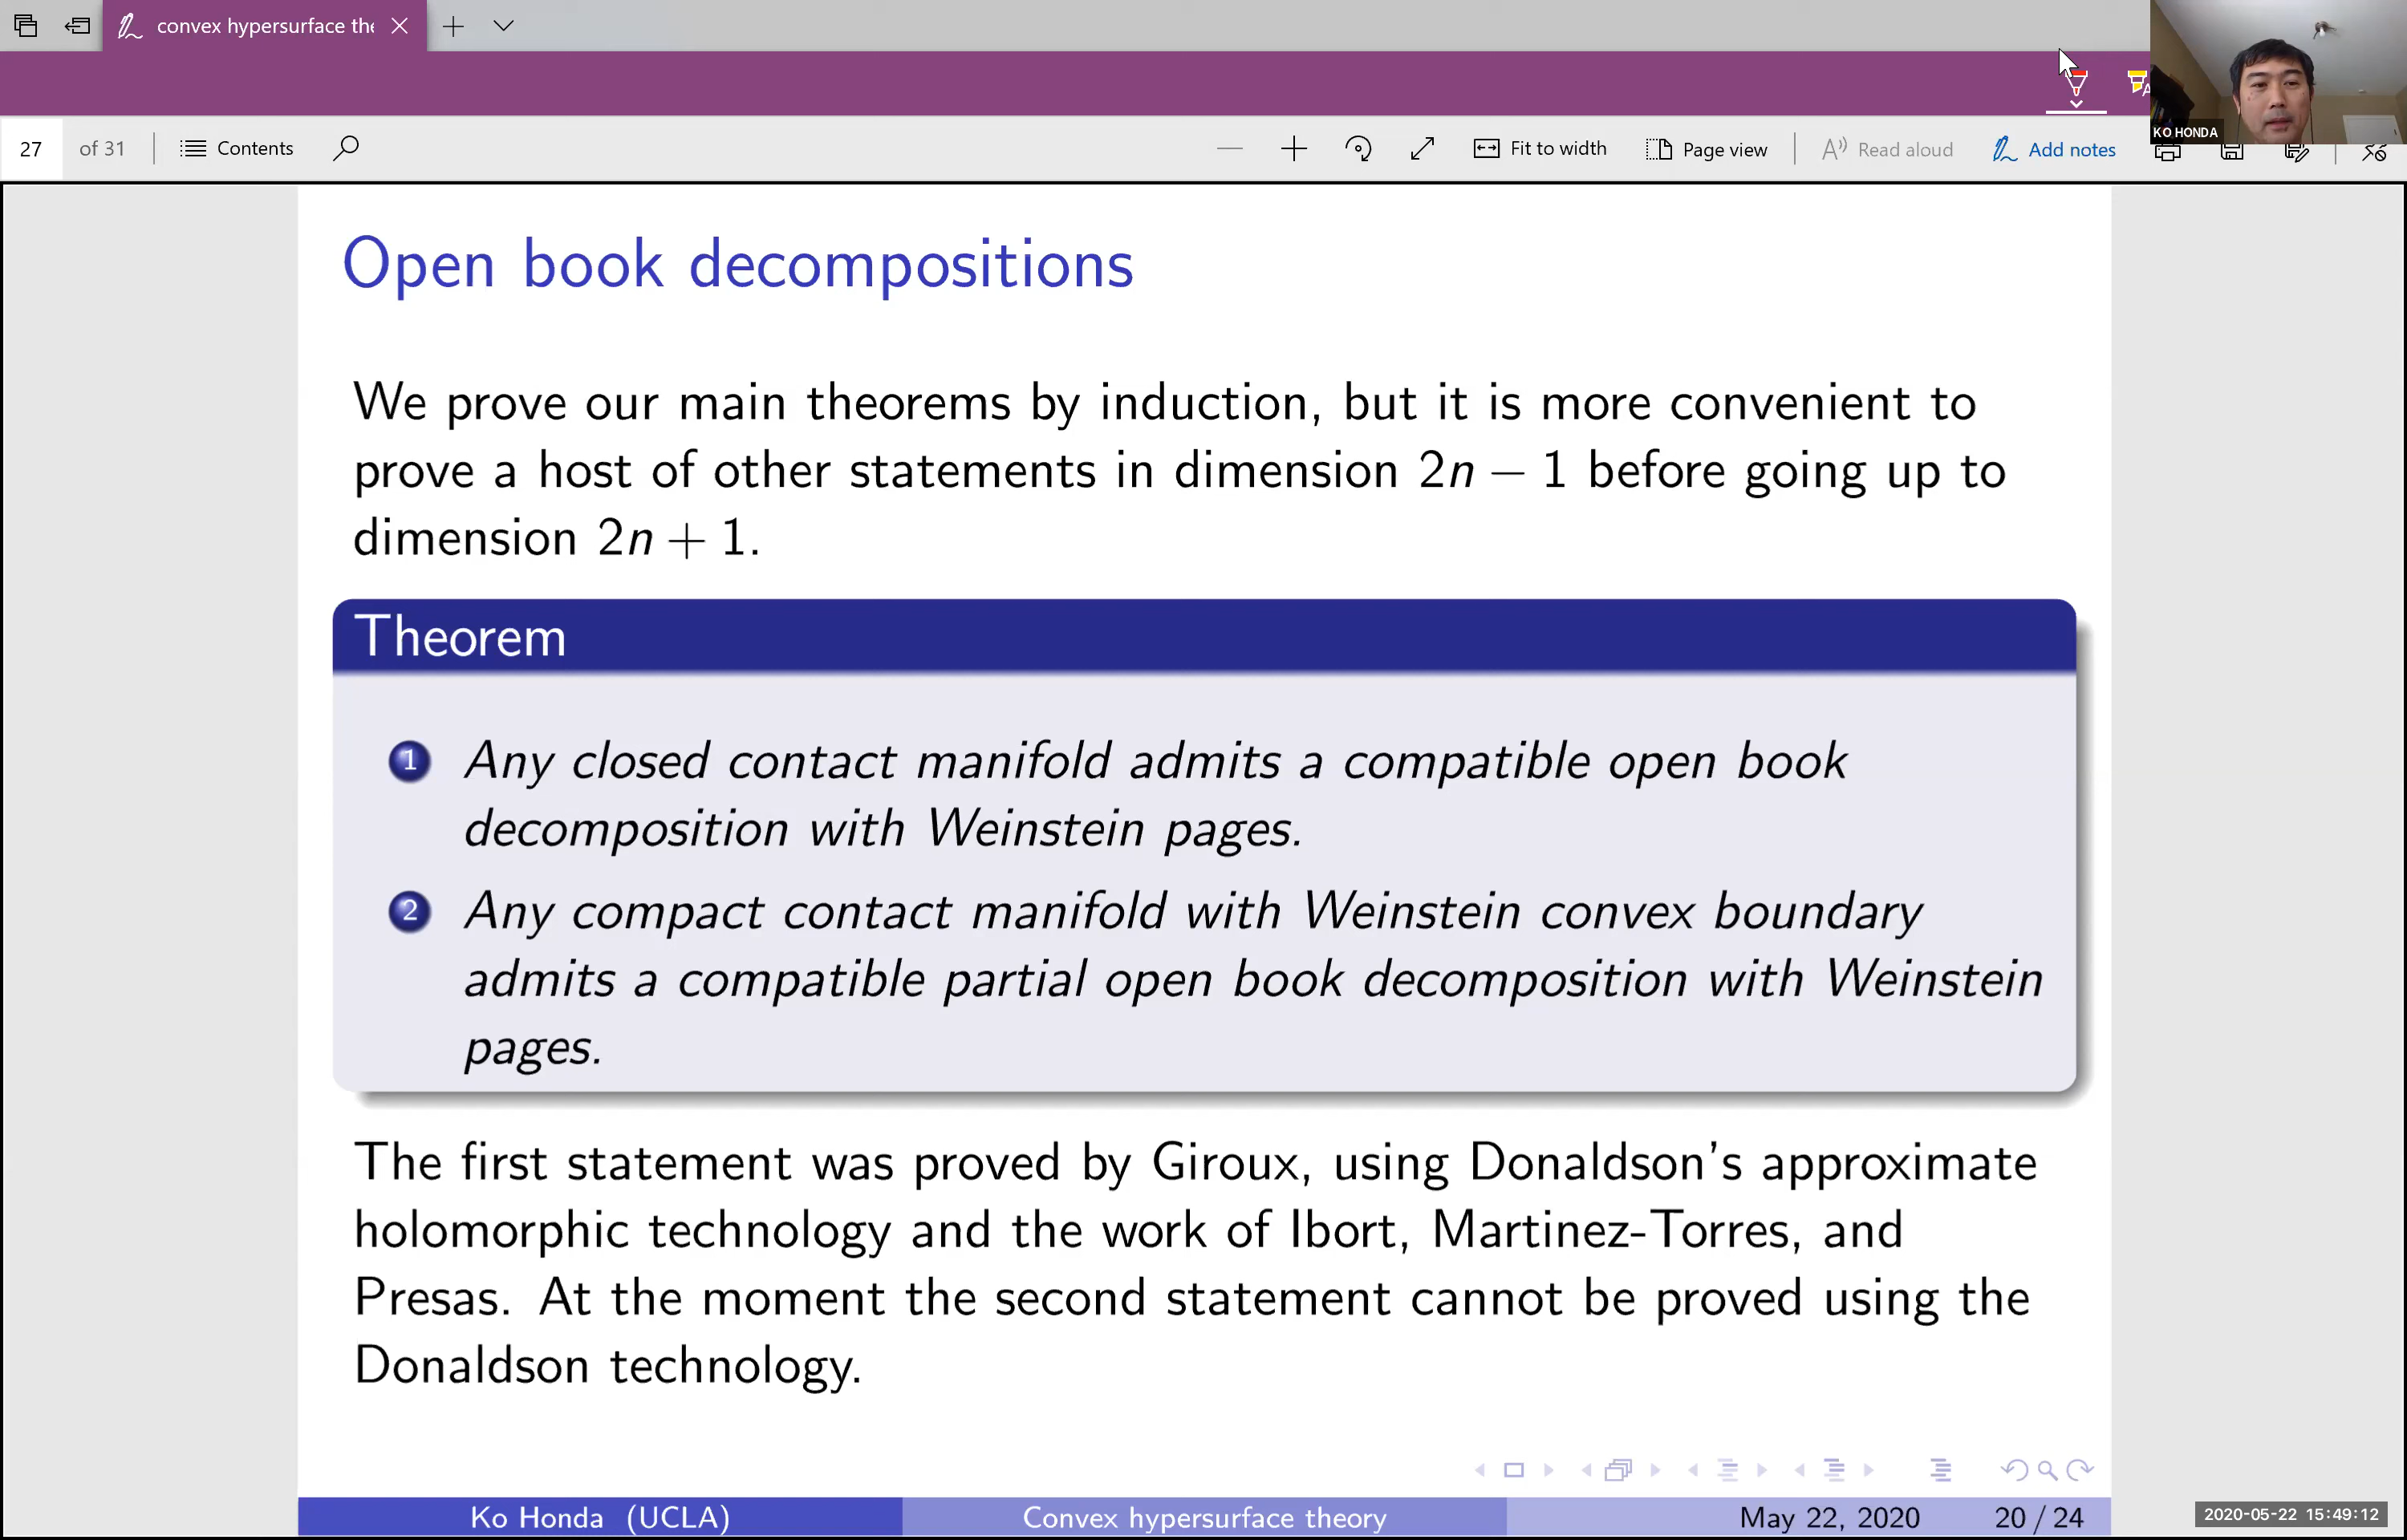 convex hypersurface the
KO HONDA
27 of 31 Contents Fit to width Page view Read aloud Add notes
Open book decompositions
We prove our main theorems by induction, but it is more convenient to
prove a host of other statements in dimension 2n − 1 before going up to
dimension 2n + 1.
Theorem
1 Any closed contact manifold admits a compatible open book
decomposition with Weinstein pages.
2 Any compact contact manifold with Weinstein convex boundary
admits a compatible partial open book decomposition with Weinstein
pages.
The first statement was proved by Giroux, using Donaldson's approximate
holomorphic technology and the work of Ibort, Martinez-Torres, and
Presas. At the moment the second statement cannot be proved using the
Donaldson technology.
Ko Honda (UCLA) Convex hypersurface theory May 22, 2020 20 / 24
2020-05-22 15:49:12